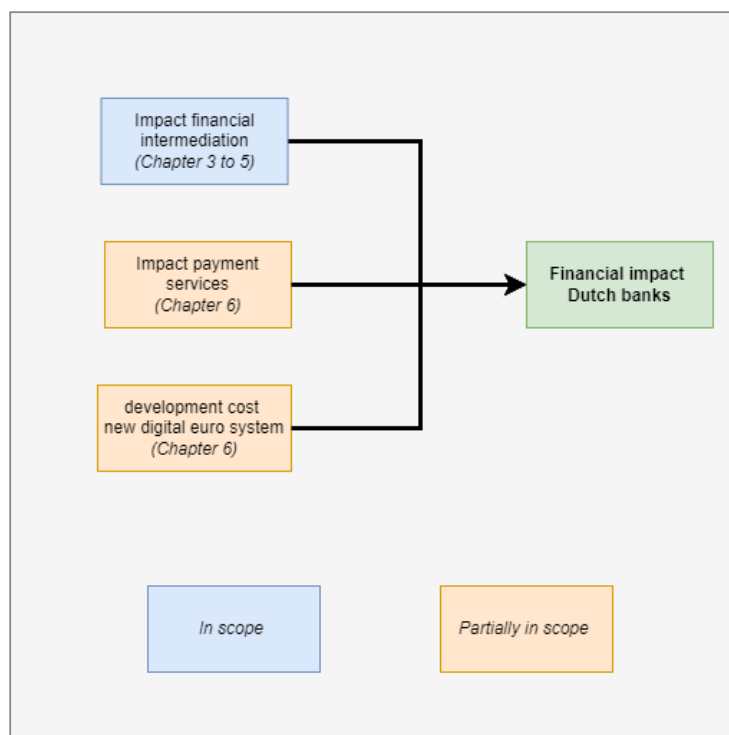 Impact financial
intermediation
(Chapter 3 to 5)
Impact payment
services
(Chapter 6)
Financial impact
Dutch banks
development cost
new digital euro system
(Chapter 6)
In scope
Partially in scope